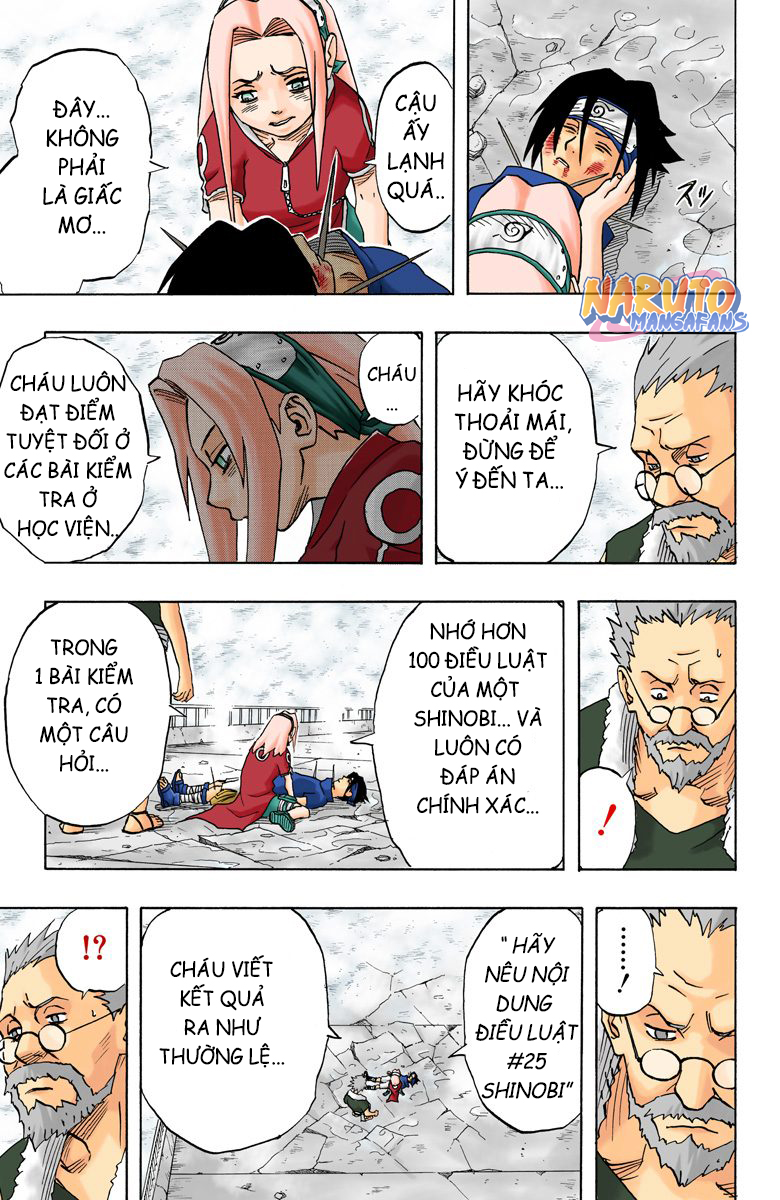 ズッ
NARUTO
MANGAFANS
CẬU
ẤY
LẠNH
QUÁ..
ĐÂY...
KHÔNG
PHẢI
LÀ GIẤC
MƠ...
HÃY KHÓC
THOẢI MÁI,
ĐỪNG ĐỂ
Ý ĐẾN TA...
CHÁU
...
CHÁU LUÔN
ĐẠT ĐIỂM
TUYỆT ĐỐI Ở
CÁC BÀI KIỂM
TRA Ở
HỌC VIỆN..
!
NHỚ HƠN
100 ĐIỀU LUẬT
CỦA MỘT
SHINOBI... VÀ
LUÔN CÓ
ĐÁP ÁN
CHÍNH XÁC...
TRONG
1 BÀI KIỂM
TRA, CÓ
MỘT CÂU
HỎI...
......!
“HÃY
NÊU NỘI
DUNG
ĐIỀU LUẬT
#25
SHINOBI”
CHÁU VIẾT
KẾT QUẢ
RA NHƯ
THƯỜNG LỆ...
!?